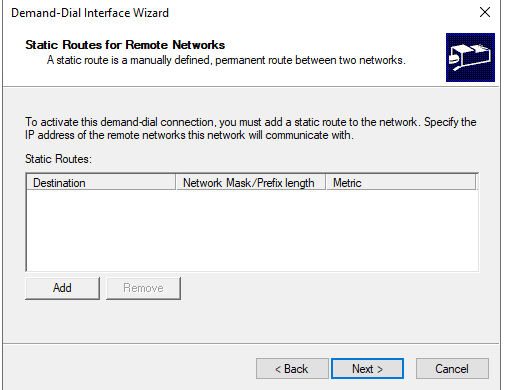 Demand-Dial Interface Wizard
Static Routes for Remote Networks
A static route is a manually defined, permanent route between two networks.
To activate this demand-dial connection, you must add a static route to the network. Specify the
IP address of the remote networks this network will communicate with.
Static Routes:
Destination Network Mask/Prefix length Metric
Add Remove
< Back Next > Cancel